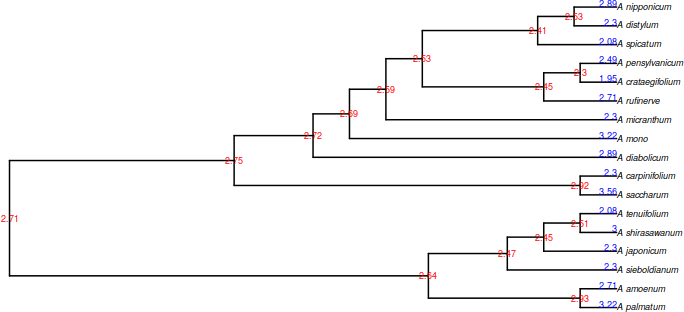 2.89 A nipponicum
2.53
2.3 A distylum
2.41
2.08 A spicatum
2.53
2.49 A pensylvanicum
2.3
1.95 A crataegifolium
2.45
2.71 A rufinerve
2.59
2.3 A micranthum
2.69
3.22 A mono
2.72
2.89 A diabolicum
2.75
2.3 A carpinifolium
2.92
3.56 A saccharum
2.71
2.08 A tenuifolium
2.51
3 A shirasawanum
2.45
2.3 A japonicum
2.47
2.3 A sieboldianum
2.64
2.71 A amoenum
2.93
3.22 A palmatum